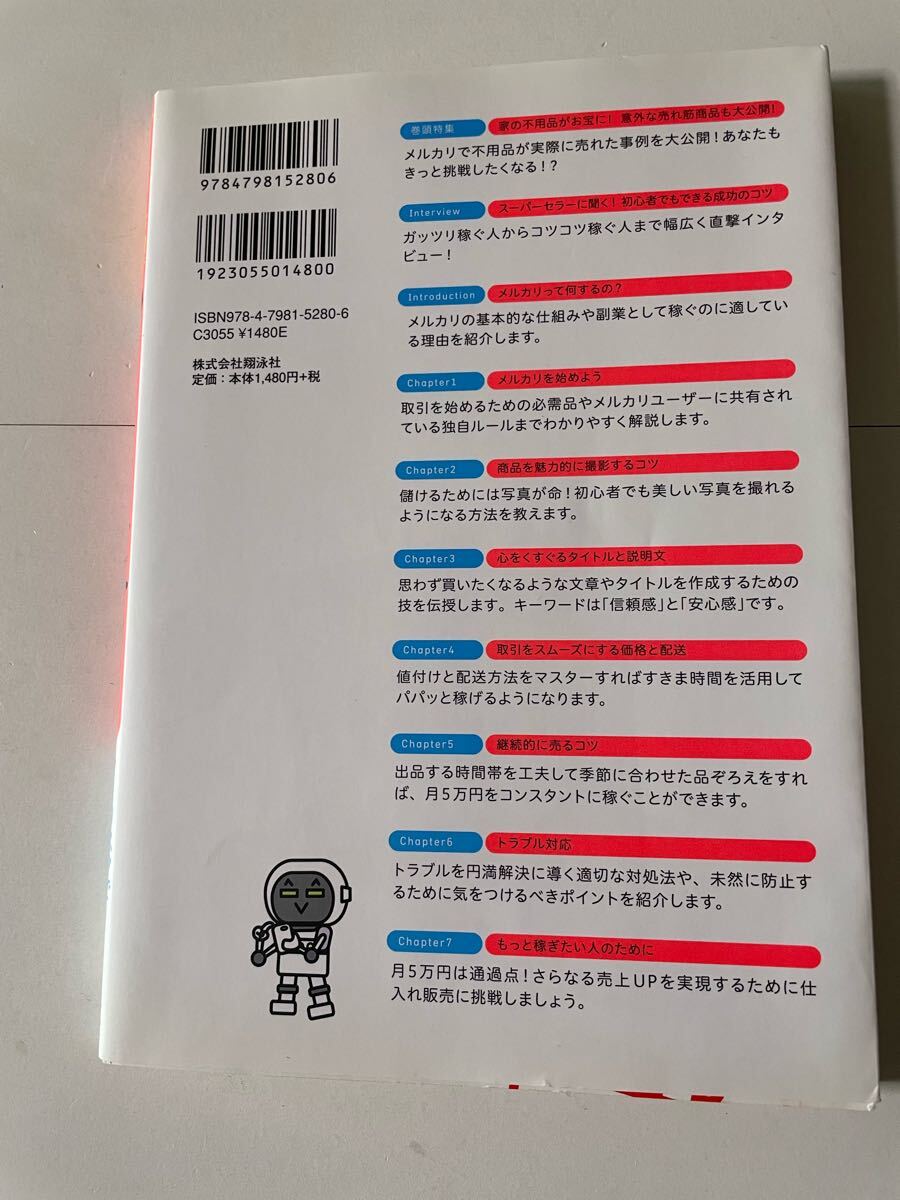 9784798152806
1923055014800
ISBN978-4-7981-5280-6
C3055 ¥1480E
株式会社翔泳社
定価：本体1,480円+税
巻頭特集 家の不用品がお宝に！ 意外な売れ筋商品も大公開！
メルカリで不用品が実際に売れた事例を大公開！あなたも
きっと挑戦したくなる！？
Interview スーパーセラーに聞く！ 初心者でもできる成功のコツ
ガッツリ稼ぐ人からコツコツ稼ぐ人まで幅広く直撃インタ
ビュー！
Introduction メルカリって何するの？
メルカリの基本的な仕組みや副業として稼ぐのに適してい
る理由を紹介します。
Chapter1 メルカリを始めよう
取引を始めるための必需品やメルカリユーザーに共有され
ている独自ルールまでわかりやすく解説します。
Chapter2 商品を魅力的に撮影するコツ
儲けるためには写真が命！初心者でも美しい写真を撮れる
ようになる方法を教えます。
Chapter3 心をくすぐるタイトルと説明文
思わず買いたくなるような文章やタイトルを作成するための
技を伝授します。キーワードは「信頼感」と「安心感」です。
Chapter4 取引をスムーズにする価格と配送
値付けと配送方法をマスターすればすきま時間を活用して
パパッと稼げるようになります。
Chapter5 継続的に売るコツ
出品する時間帯を工夫して季節に合わせた品ぞろえをすれ
ば、月5万円をコンスタントに稼ぐことができます。
Chapter6 トラブル対応
トラブルを円満解決に導く適切な対処法や、未然に防止す
るために気をつけるべきポイントを紹介します。
Chapter7 もっと稼ぎたい人のために
月5万円は通過点！さらなる売上UPを実現するために仕
入れ販売に挑戦しましょう。